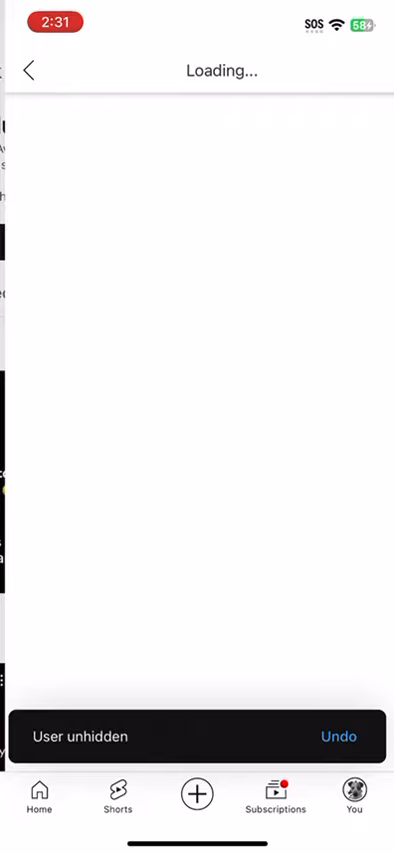 2:31
SOS
58
Loading...
User unhidden
Undo
Home
Shorts
Subscriptions
You